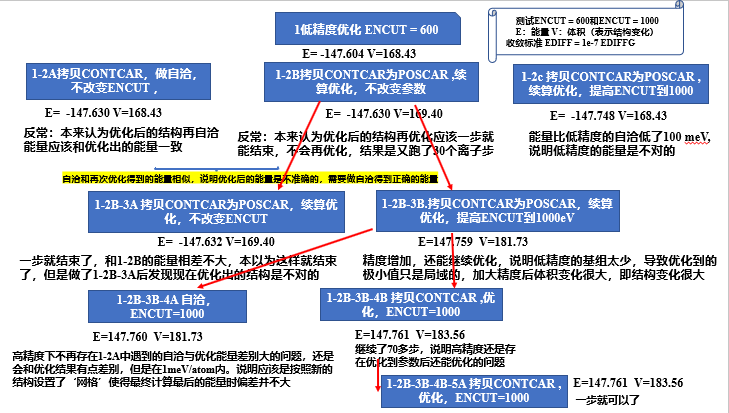 1低精度优化 ENCUT = 600
测试ENCUT = 600和ENCUT = 1000
E：能量 V：体积（表示结构变化）
收敛标准 EDIFF = 1e-7 EDIFFG
E= -147.604 V=168.43
1-2A拷贝CONTCAR，做自洽，
不改变ENCUT ,
1-2B拷贝CONTCAR为POSCAR ,续
算优化，不改变参数
1-2c 拷贝CONTCAR为POSCAR ,
续算优化，提高ENCUT到1000
E= -147.630 V=168.43
E= -147.630 V=169.40
E= -147.748 V=168.43
反常：本来认为优化后的结构再自洽
能量应该和优化出的能量一致
反常：本来以为优化后的结构再优化应该一步就
能结束，不会再优化，结果是又跑了30个离子步
能量比低精度的自洽低了100 meV,
说明低精度的能量是不对的
自洽和再次优化得到的能量相似，说明优化后的能量是不准确的，需要做自洽得到正确的能量
1-2B-3A 拷贝CONTCAR为POSCAR，续算优
化，不改变ENCUT
1-2B-3B.拷贝CONTCAR为POSCAR，续算
优化，提高ENCUT到1000eV
E= -147.632 V=169.40
E=147.759 V=181.73
一步就结束了，和1-2B的能量相差不大，本以为这样就结束
了，但是做了1-2B-3A后发现现在优化出的结构是不对的
精度增加，还能继续优化，说明低精度的基组太少，导致优化到的
极小值只是局域的，加大精度后体积变化很大，即结构变化很大
1-2B-3B-4A 自洽，
ENCUT=1000
1-2B-3B-4B 拷贝CONTCAR ,优
化，ENCUT=1000
E=147.760 V=181.73
E=147.761 V=183.56
高精度下不再存在1-2A中遇到的自洽与优化能量差别大的问题，还是
会和优化结果有点差别，但是在1meV/atom内。说明应该是按照新的
结构设置了‘网格’使得最终计算最后的能量时偏差并不大
继续了70多步，说明高精度还是存
在优化到参数后还能优化的问题
1-2B-3B-4B-5A 拷贝CONTCAR ,
优化，ENCUT=1000
E=147.761 V=183.56
一步就可以了